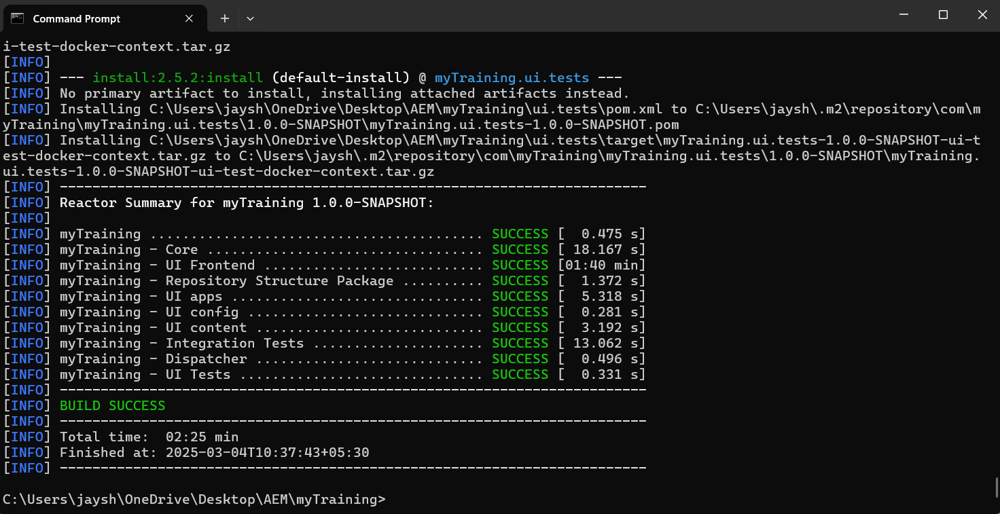 Command Prompt
i-test-docker-context.tar.gz
[INFO]
[INFO] --- install:2.5.2:install (default-install) @ myTraining.ui.tests ---
[INFO] No primary artifact to install, installing attached artifacts instead.
[INFO] Installing C:\Users\jaysh\OneDrive\Desktop\AEM\myTraining\ui.tests\pom.xml to C:\Users\jaysh\.m2\repository\com\m
yTraining\myTraining.ui.tests\1.0.0-SNAPSHOT\myTraining.ui.tests-1.0.0-SNAPSHOT.pom
[INFO] Installing C:\Users\jaysh\OneDrive\Desktop\AEM\myTraining\ui.tests\target\myTraining.ui.tests-1.0.0-SNAPSHOT-ui-t
est-docker-context.tar.gz to C:\Users\jaysh\.m2\repository\com\myTraining\myTraining.ui.tests\1.0.0-SNAPSHOT\myTraining.
ui.tests-1.0.0-SNAPSHOT-ui-test-docker-context.tar.gz
[INFO] ------------------------------------------------------------------------
[INFO] Reactor Summary for myTraining 1.0.0-SNAPSHOT:
[INFO]
[INFO] myTraining ......................................... SUCCESS [  0.475 s]
[INFO] myTraining - Core .................................. SUCCESS [ 18.167 s]
[INFO] myTraining - UI Frontend ........................... SUCCESS [01:40 min]
[INFO] myTraining - Repository Structure Package .......... SUCCESS [  1.372 s]
[INFO] myTraining - UI apps ............................... SUCCESS [  5.318 s]
[INFO] myTraining - UI config ............................. SUCCESS [  0.281 s]
[INFO] myTraining - UI content ............................ SUCCESS [  3.192 s]
[INFO] myTraining - Integration Tests ..................... SUCCESS [ 13.062 s]
[INFO] myTraining - Dispatcher ............................ SUCCESS [  0.496 s]
[INFO] myTraining - UI Tests .............................. SUCCESS [  0.331 s]
[INFO] ------------------------------------------------------------------------
[INFO] BUILD SUCCESS
[INFO] ------------------------------------------------------------------------
[INFO] Total time:  02:25 min
[INFO] Finished at: 2025-03-04T10:37:43+05:30
[INFO] ------------------------------------------------------------------------
C:\Users\jaysh\OneDrive\Desktop\AEM\myTraining>